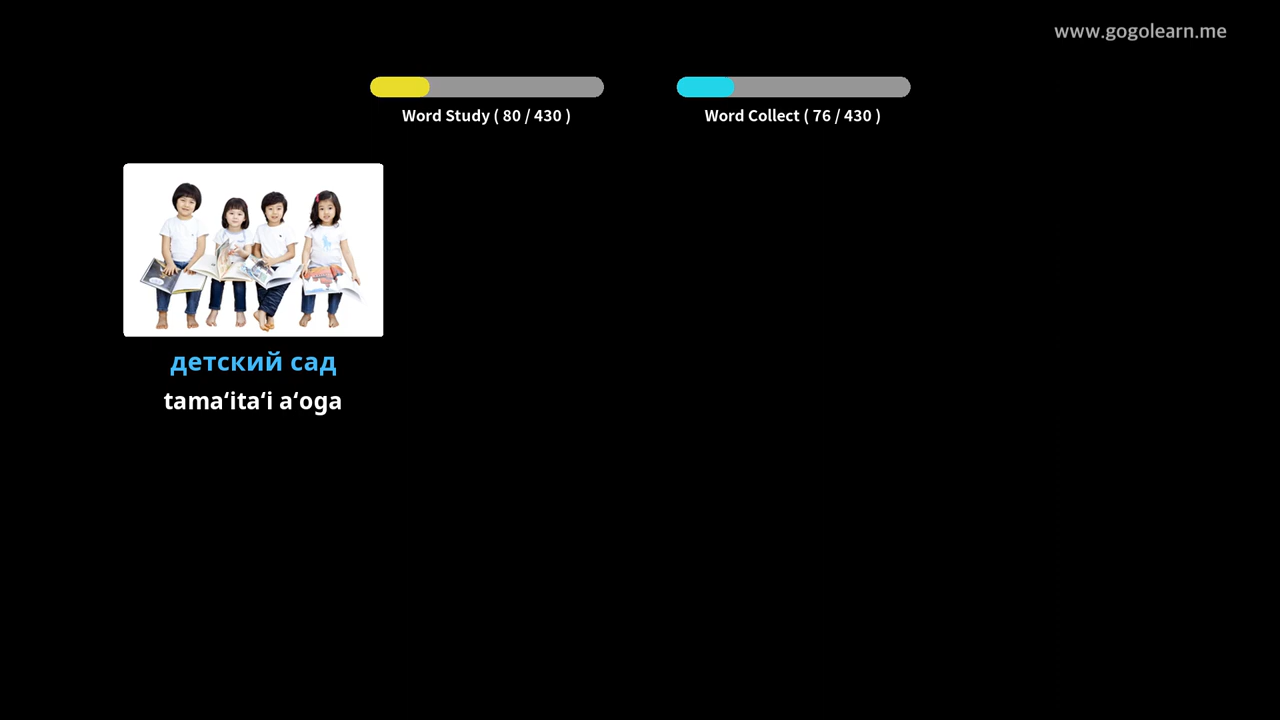 www.gogolearn.me
Word Study ( 80 / 430 )
Word Collect ( 76 / 430 )
детский сад
tamaʻitaʻi aʻoga